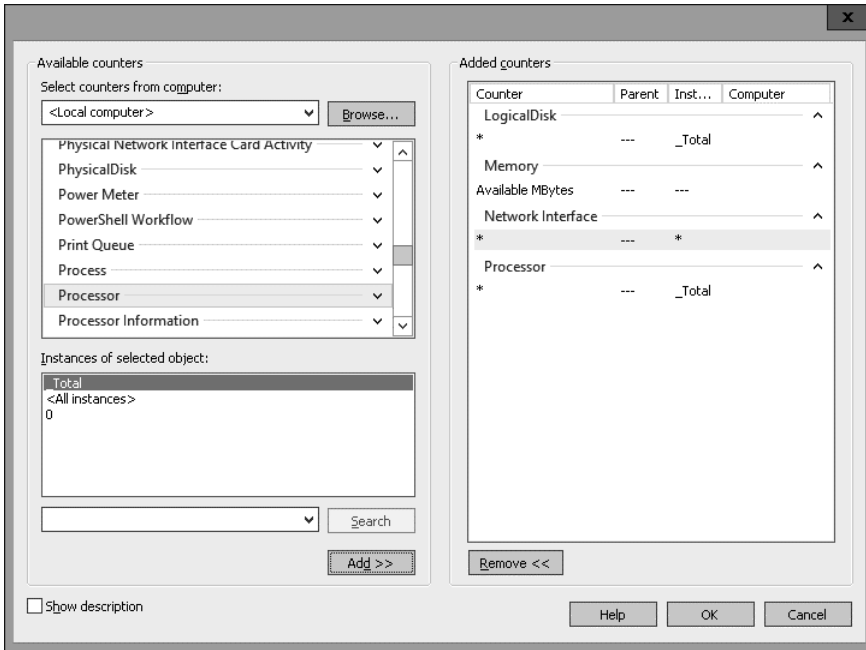 x
Available counters
Select counters from computer:
<Local computer>
Browse...
Physical Network Interface Card Activity
PhysicalDisk
Power Meter
PowerShell Workflow
Print Queue
Process
Processor
Processor Information
Instances of selected object:
_Total
<All instances>
0
Search
Add >>
Show description
Added counters
Counter Parent Inst... Computer
LogicalDisk
* --- _Total
Memory
Available MBytes --- ---
Network Interface
* --- *
Processor
* --- _Total
Remove <<
Help OK Cancel